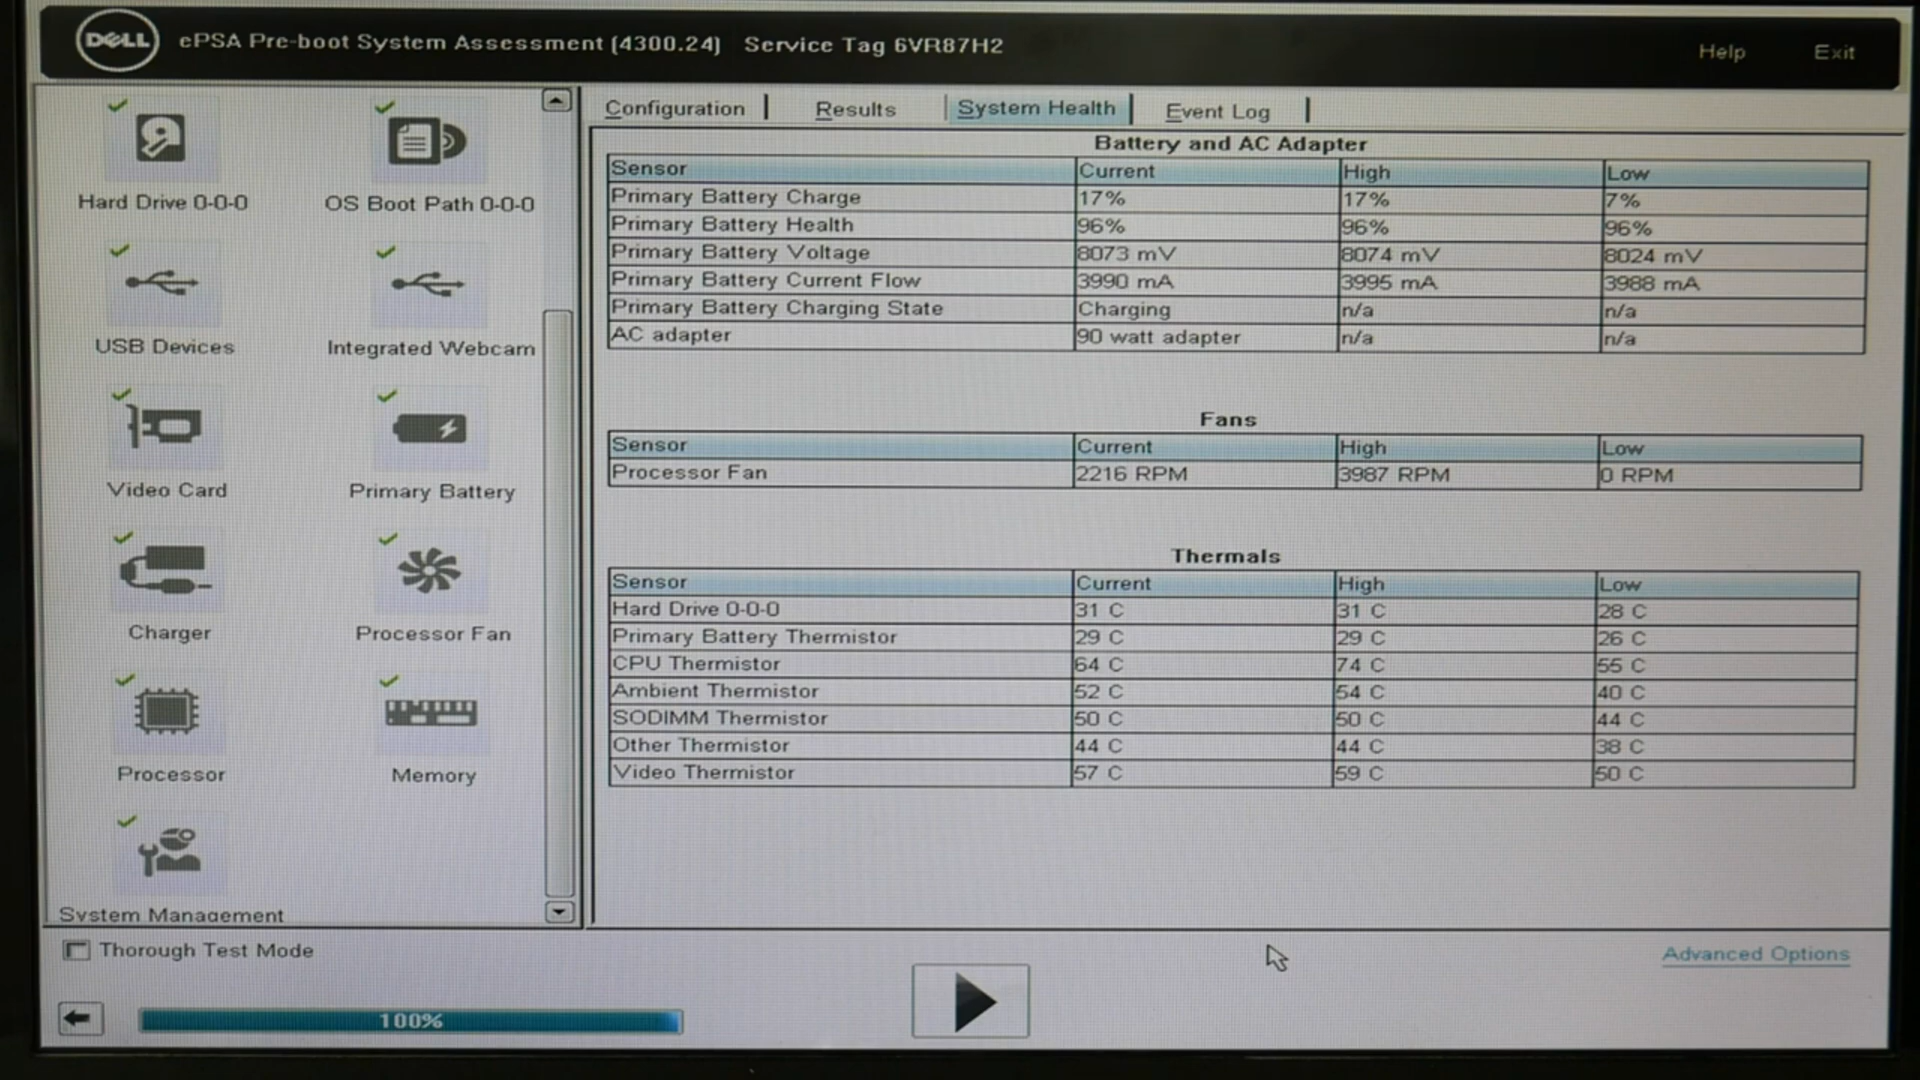 DELL ePSA Pre-boot System Assessment (4300.24) Service Tag 6VR87H2 Help Exit
Configuration Results System Health Event Log
Hard Drive 0-0-0 OS Boot Path 0-0-0
USB Devices Integrated Webcam
Video Card Primary Battery
Charger Processor Fan
Processor Memory
System Management
Battery and AC Adapter
Sensor Current High Low
Primary Battery Charge 17% 17% 7%
Primary Battery Health 96% 96% 96%
Primary Battery Voltage 8073 mV 8074 mV 8024 mV
Primary Battery Current Flow 3990 mA 3995 mA 3988 mA
Primary Battery Charging State Charging n/a n/a
AC adapter 90 watt adapter n/a n/a
Fans
Sensor Current High Low
Processor Fan 2216 RPM 3987 RPM 0 RPM
Thermals
Sensor Current High Low
Hard Drive 0-0-0 31 C 31 C 28 C
Primary Battery Thermistor 29 C 29 C 26 C
CPU Thermistor 64 C 74 C 55 C
Ambient Thermistor 52 C 54 C 40 C
SODIMM Thermistor 50 C 50 C 44 C
Other Thermistor 44 C 44 C 38 C
Video Thermistor 57 C 59 C 50 C
Thorough Test Mode
Advanced Options
100%